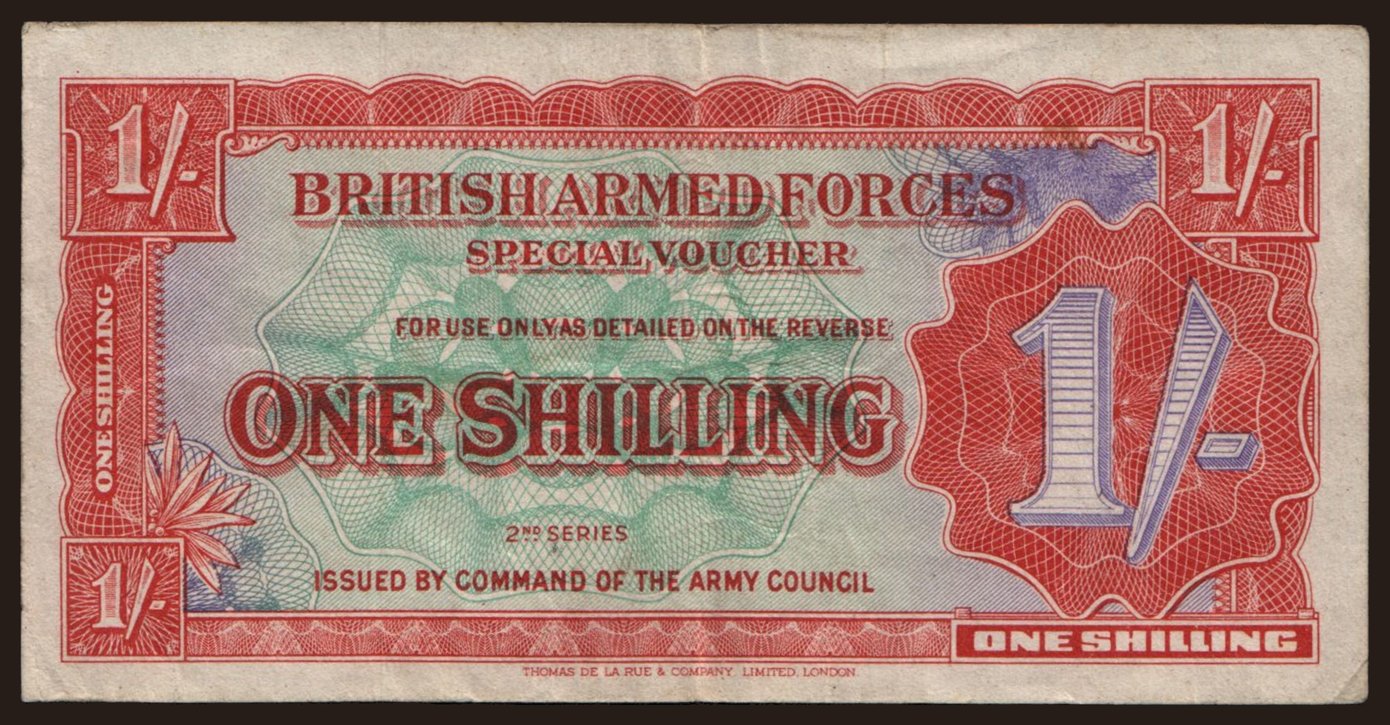 1/-
1/-
BRITISH ARMED FORCES
SPECIAL VOUCHER
FOR USE ONLY AS DETAILED ON THE REVERSE
ONE SHILLING
1/-
ONE SHILLING
2ND SERIES
ISSUED BY COMMAND OF THE ARMY COUNCIL
1/-
ONE SHILLING
THOMAS DE LA RUE & COMPANY, LIMITED, LONDON.